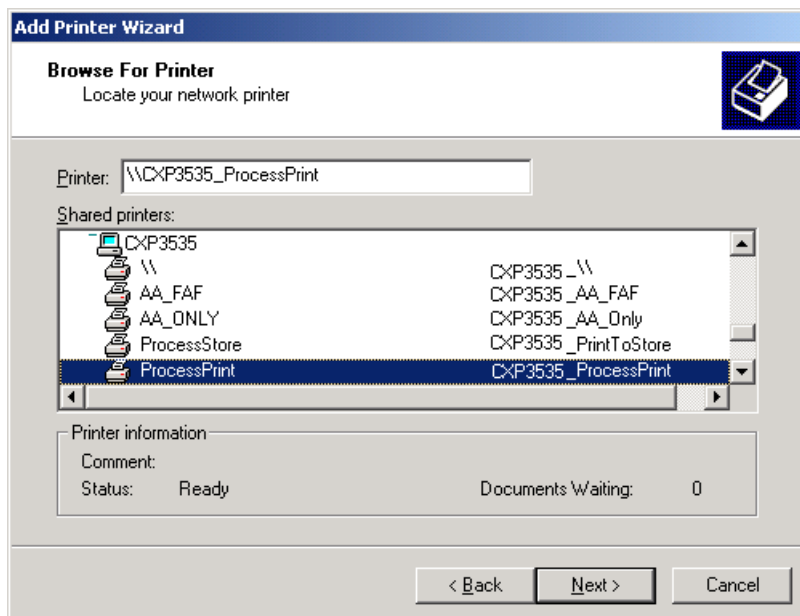 Add Printer Wizard
Browse For Printer
Locate your network printer
Printer: \\CXP3535_ProcessPrint
Shared printers:
CXP3535
\\ CXP3535_\\
AA_FAF CXP3535_AA_FAF
AA_ONLY CXP3535_AA_Only
ProcessStore CXP3535_PrintToStore
ProcessPrint CXP3535_ProcessPrint
Printer information
Comment:
Status: Ready Documents Waiting: 0
< Back Next > Cancel